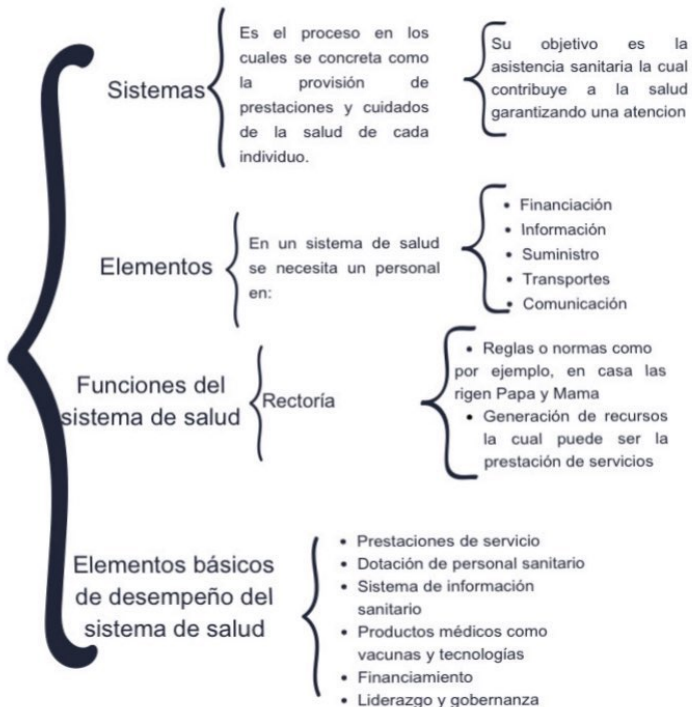 Sistemas
Es el proceso en los
cuales se concreta como
la provisión de
prestaciones y cuidados
de la salud de cada
individuo.
Su objetivo es la
asistencia sanitaria la cual
contribuye a la salud
garantizando una atencion
Elementos
En un sistema de salud
se necesita un personal
en:
• Financiación
• Información
• Suministro
• Transportes
• Comunicación
Funciones del
sistema de salud
Rectoría
• Reglas o normas como
por ejemplo, en casa las
rigen Papa y Mama
• Generación de recursos
la cual puede ser la
prestación de servicios
Elementos básicos
de desempeño del
sistema de salud
• Prestaciones de servicio
• Dotación de personal sanitario
• Sistema de información
sanitario
• Productos médicos como
vacunas y tecnologías
• Financiamiento
• Liderazgo y gobernanza